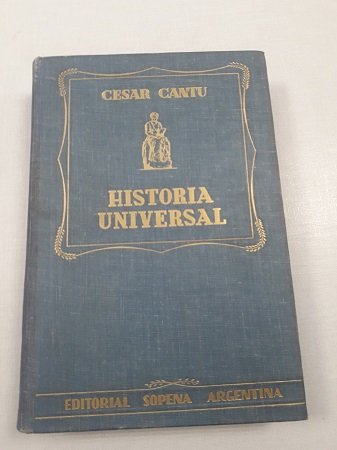 CESAR CANTU
HISTORIA
UNIVERSAL
EDITORIAL SOPENA ARGENTINA